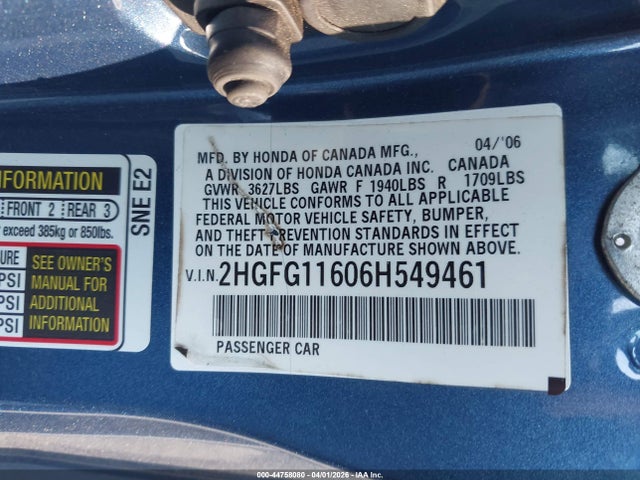 MFD. BY HONDA OF CANADA MFG., 04/'06
A DIVISION OF HONDA CANADA INC. CANADA
GVWR 3627LBS GAWR F 1940LBS R 1709LBS
THIS VEHICLE CONFORMS TO ALL APPLICABLE
FEDERAL MOTOR VEHICLE SAFETY, BUMPER,
AND THEFT PREVENTION STANDARDS IN EFFECT
ON THE DATE OF MANUFACTURE SHOWN ABOVE.
V.I.N. 2HGFG11606H549461
PASSENGER CAR
INFORMATION
FRONT 2 REAR 3
exceed 385kg or 850lbs.
SEE OWNER'S
MANUAL FOR
ADDITIONAL
INFORMATION
PSI
PSI
SNE E2
000-44758080 - 04/01/2026 - IAA Inc.